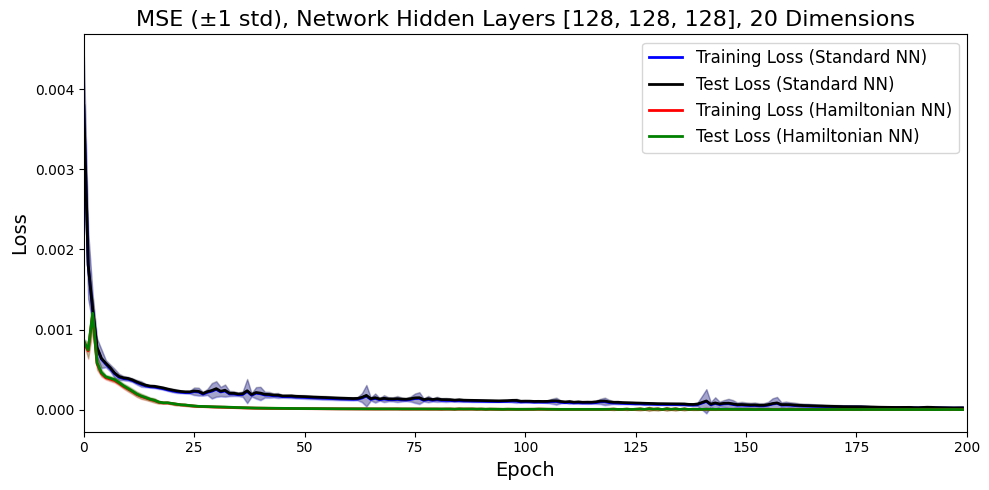 MSE (±1 std), Network Hidden Layers [128, 128, 128], 20 Dimensions
Training Loss (Standard NN)
Test Loss (Standard NN)
Training Loss (Hamiltonian NN)
Test Loss (Hamiltonian NN)
Loss
0.004
0.003
0.002
0.001
0.000
0 25 50 75 100 125 150 175 200
Epoch